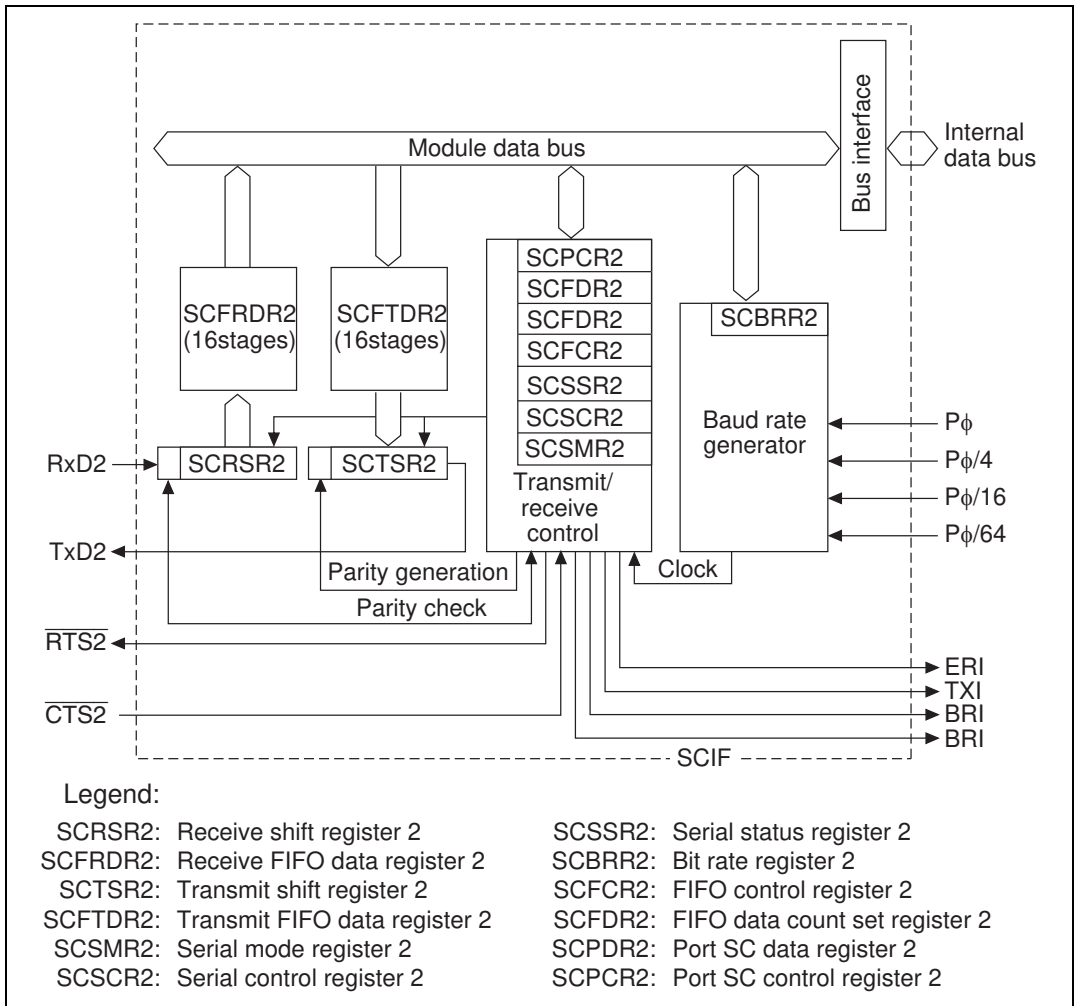 Bus interface
Internal
data bus
Module data bus
SCFRDR2
(16stages)
SCFTDR2
(16stages)
SCPCR2
SCFDR2
SCFDR2
SCFCR2
SCSSR2
SCSCR2
SCSMR2
Transmit/
receive
control
SCBRR2
Baud rate
generator
Pϕ
Pϕ/4
Pϕ/16
Pϕ/64
RxD2
SCRSR2
SCTSR2
TxD2
Parity generation
Clock
Parity check
RTS2
CTS2
ERI
TXI
BRI
BRI
SCIF
Legend:
SCRSR2: Receive shift register 2
SCFRDR2: Receive FIFO data register 2
SCTSR2: Transmit shift register 2
SCFTDR2: Transmit FIFO data register 2
SCSMR2: Serial mode register 2
SCSCR2: Serial control register 2
SCSSR2: Serial status register 2
SCBRR2: Bit rate register 2
SCFCR2: FIFO control register 2
SCFDR2: FIFO data count set register 2
SCPDR2: Port SC data register 2
SCPCR2: Port SC control register 2